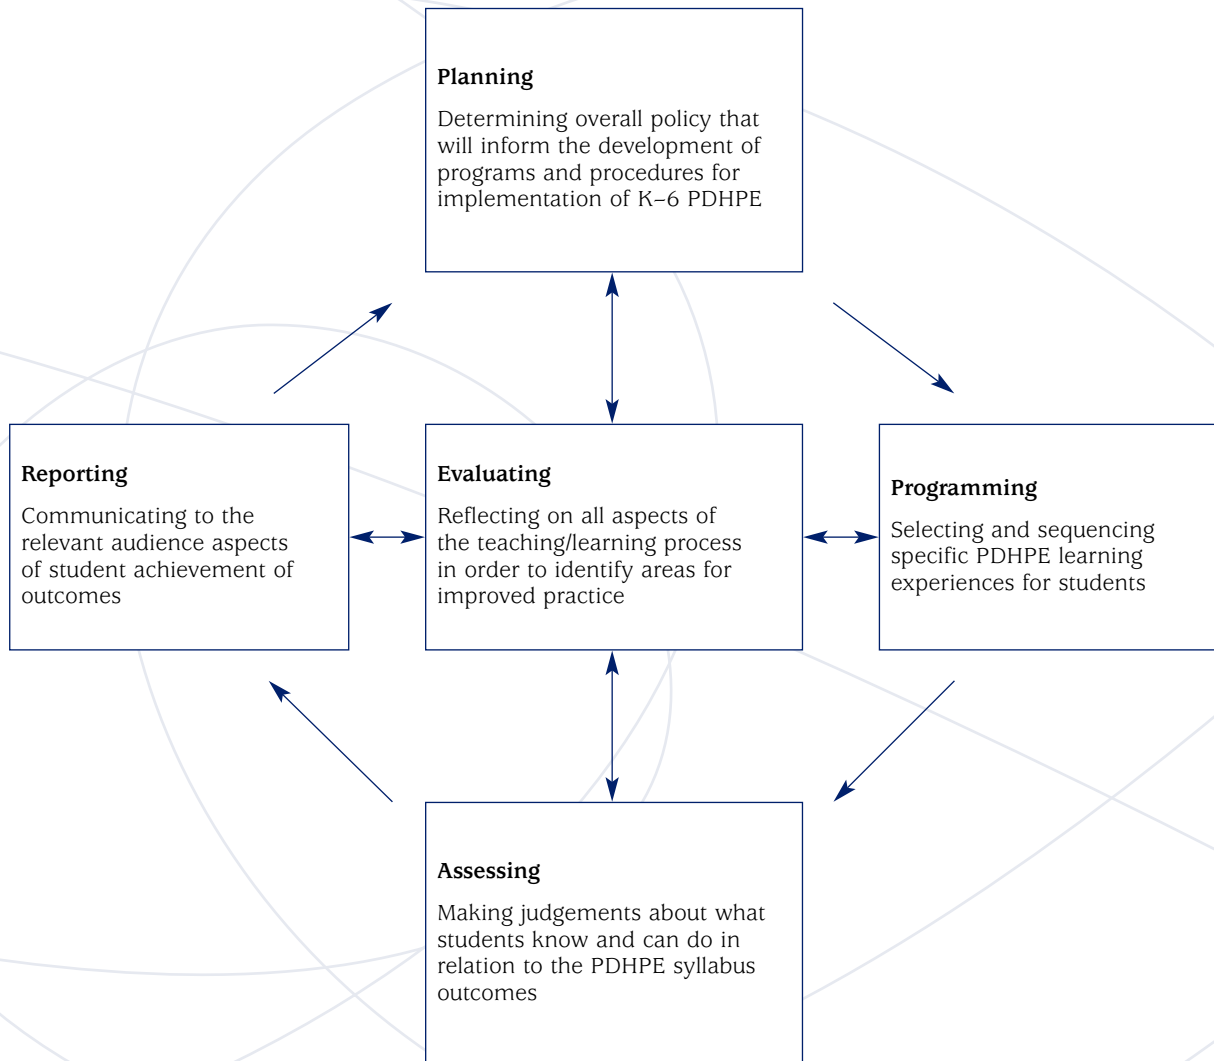 Planning
Determining overall policy that
will inform the development of
programs and procedures for
implementation of K–6 PDHPE
Reporting
Communicating to the
relevant audience aspects
of student achievement of
outcomes
Evaluating
Reflecting on all aspects of
the teaching/learning process
in order to identify areas for
improved practice
Programming
Selecting and sequencing
specific PDHPE learning
experiences for students
Assessing
Making judgements about what
students know and can do in
relation to the PDHPE syllabus
outcomes